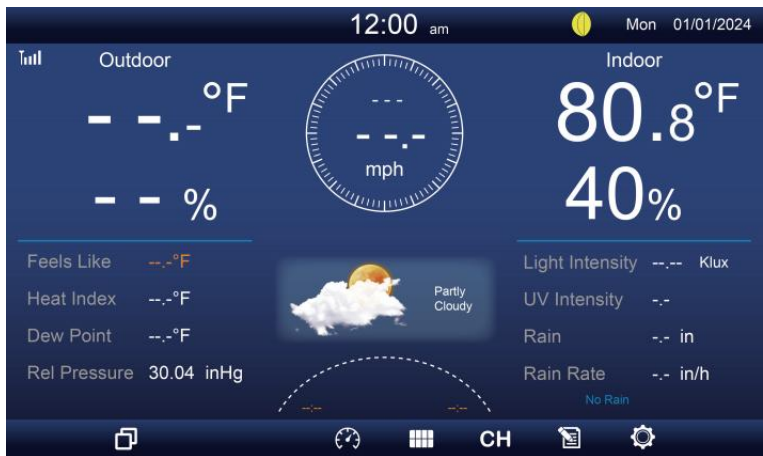 12:00 am
Mon 01/01/2024
Outdoor
--.-°F
-- %
---
--.-
mph
Indoor
80.8°F
40%
Feels Like --.-°F
Heat Index --.-°F
Dew Point --.-°F
Rel Pressure 30.04 inHg
Partly
Cloudy
--:-- --:--
Light Intensity --.-- Klux
UV Intensity -.-
Rain -.- in
Rain Rate -.- in/h
No Rain
CH